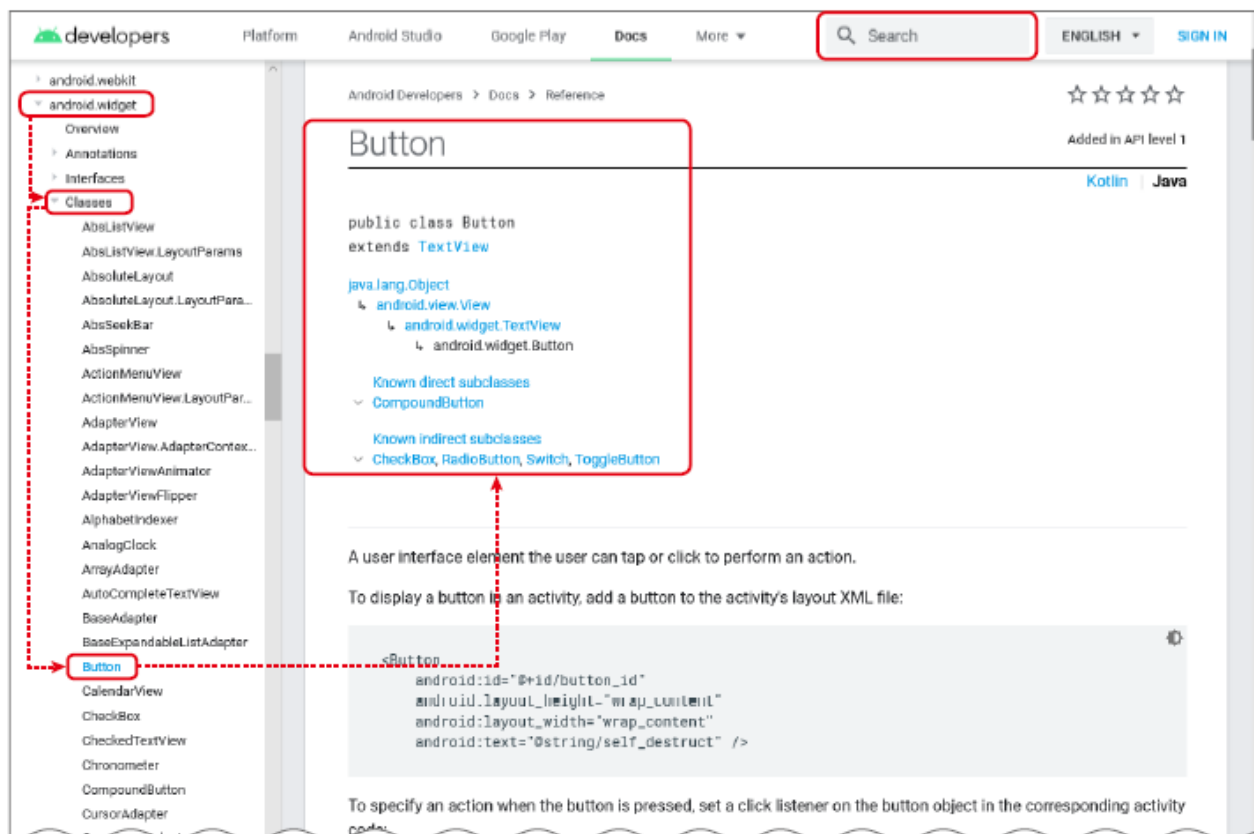 developers Platform Android Studio Google Play Docs More Search ENGLISH SIGN IN
android.webkit
android.widget
Overview
Annotations
Interfaces
Classes
AbsListView
AbsListView.LayoutParams
AbsoluteLayout
AbsoluteLayout.LayoutPara...
AbsSeekBar
AbsSpinner
ActionMenuView
ActionMenuView.LayoutPar...
AdapterView
AdapterView.AdapterContex...
AdapterViewAnimator
AdapterViewFlipper
AlphabetIndexer
AnalogClock
ArrayAdapter
AutoCompleteTextView
BaseAdapter
BaseExpandableListAdapter
Button
CalendarView
CheckBox
CheckedTextView
Chronometer
CompoundButton
CursorAdapter
Android Developers > Docs > Reference
Button
Added in API level 1
Kotlin | Java
public class Button
extends TextView
java.lang.Object
↳ android.view.View
↳ android.widget.TextView
↳ android.widget.Button
Known direct subclasses
CompoundButton
Known indirect subclasses
CheckBox, RadioButton, Switch, ToggleButton
A user interface element the user can tap or click to perform an action.
To display a button in an activity, add a button to the activity's layout XML file:
<Button
android:id="@+id/button_id"
android:layout_height="wrap_content"
android:layout_width="wrap_content"
android:text="@string/self_destruct" />
To specify an action when the button is pressed, set a click listener on the button object in the corresponding activity
code: